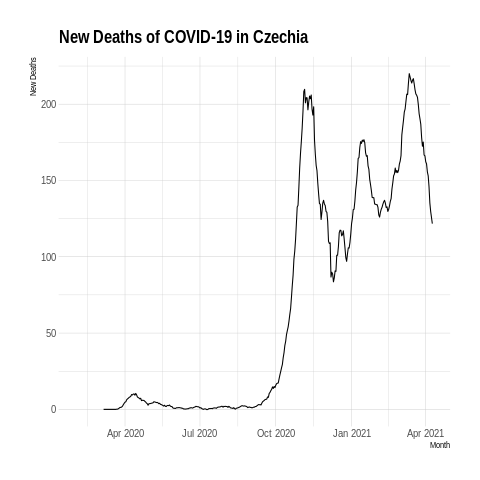 New Deaths of COVID-19 in Czechia
New Deaths
200
150
100
50
0
Apr 2020 Jul 2020 Oct 2020 Jan 2021 Apr 2021
Month